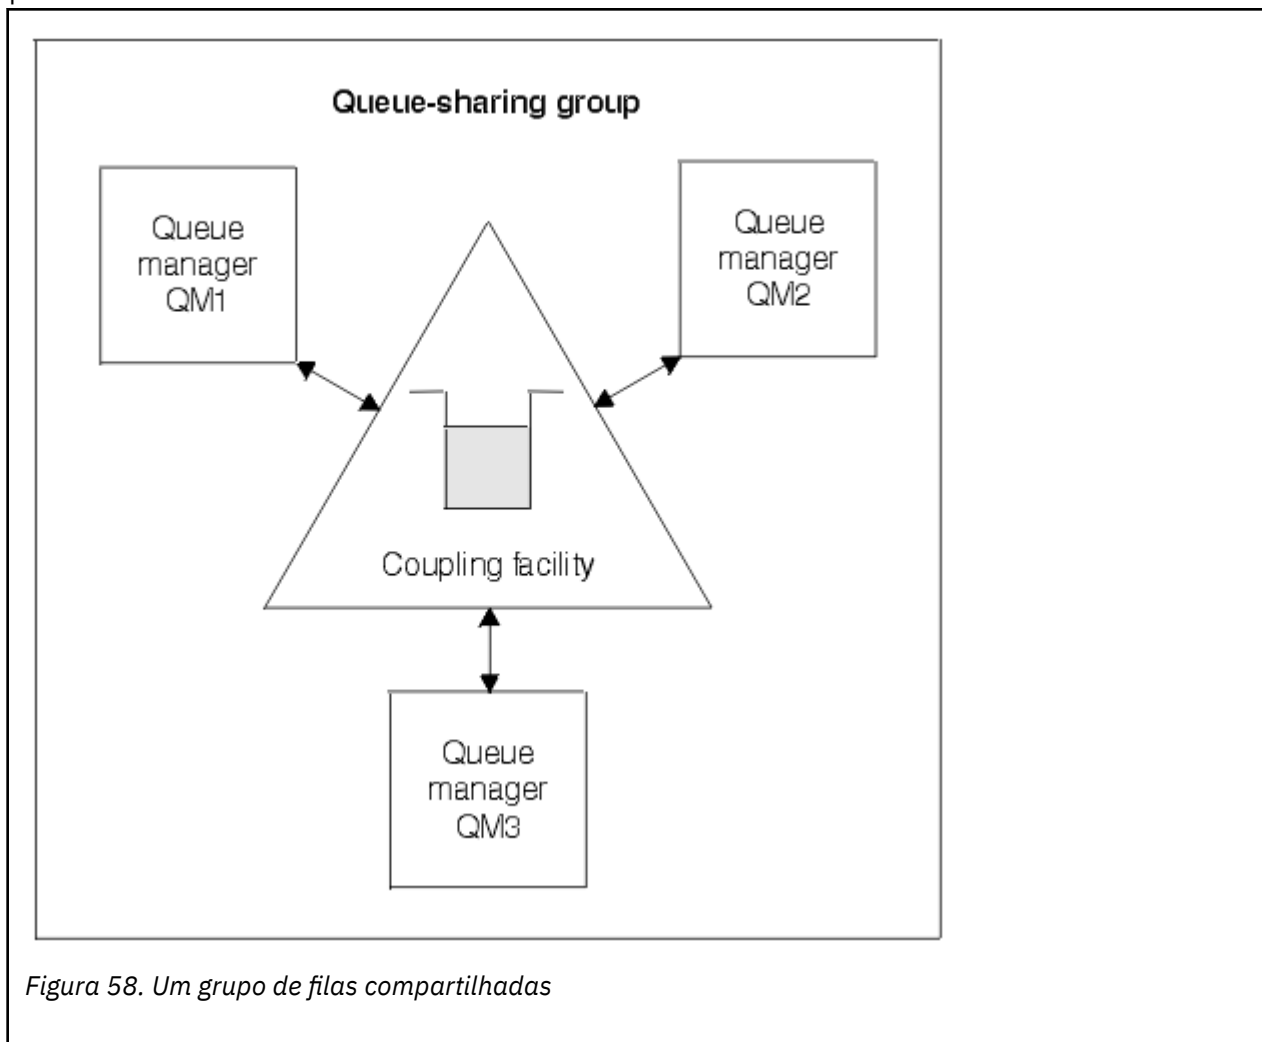 Queue-sharing group
Queue
manager
QM1
Queue
manager
QM2
Coupling facility
Queue
manager
QM3
Figura 58. Um grupo de filas compartilhadas